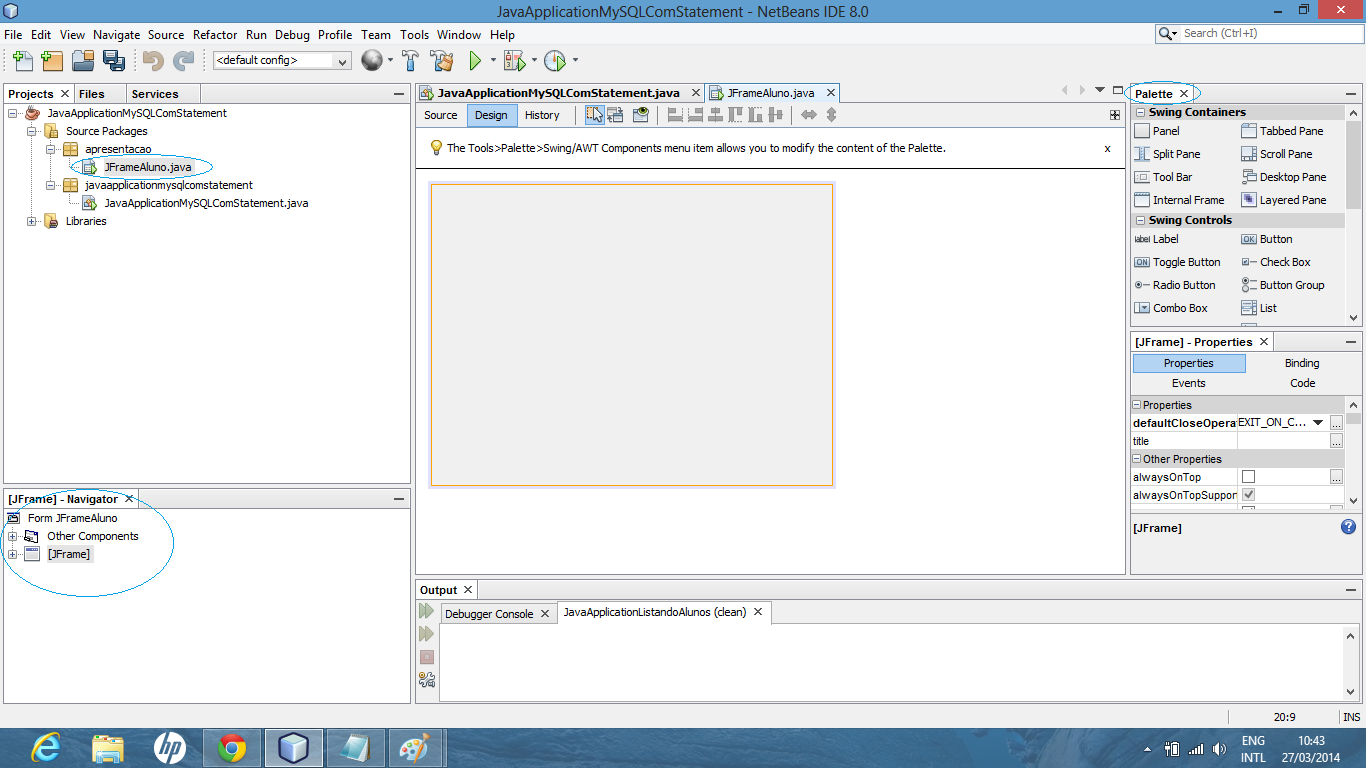 JavaApplicationMySQLComStatement - NetBeans IDE 8.0
File Edit View Navigate Source Refactor Run Debug Profile Team Tools Window Help
Search (Ctrl+I)
<default config>
Projects Files Services
JavaApplicationMySQLComStatement
Source Packages
apresentacao
JFrameAluno.java
javaapplicationmysqlcomstatement
JavaApplicationMySQLComStatement.java
Libraries
[JFrame] - Navigator
Form JFrameAluno
Other Components
[JFrame]
JavaApplicationMySQLComStatement.java JFrameAluno.java
Source Design History
The Tools>Palette>Swing/AWT Components menu item allows you to modify the content of the Palette. x
Output
Debugger Console JavaApplicationListandoAlunos (clean)
Palette
Swing Containers
Panel Tabbed Pane
Split Pane Scroll Pane
Tool Bar Desktop Pane
Internal Frame Layered Pane
Swing Controls
label Label OK Button
ON Toggle Button Check Box
Radio Button Button Group
Combo Box List
[JFrame] - Properties
Properties Binding
Events Code
Properties
defaultCloseOperat EXIT_ON_C... ...
title ...
Other Properties
alwaysOnTop ...
alwaysOnTopSupport
[JFrame]
20:9 INS
ENG 10:43
INTL 27/03/2014